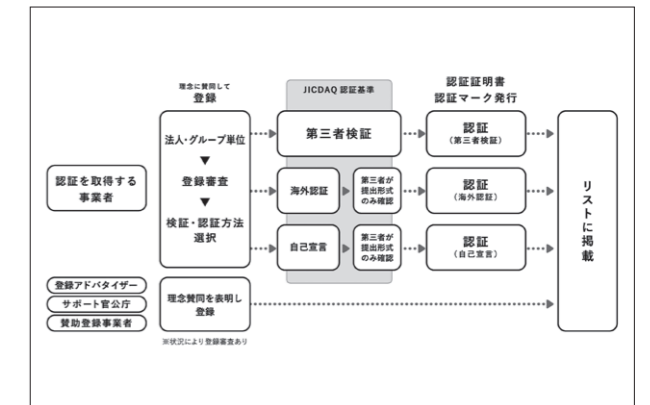 理念に賛同して
登録
JICDAQ 認証基準
認証証明書
認証マーク発行
認証を取得する
事業者
法人・グループ単位
▼
登録審査
▼
検証・認証方法
選択
第三者検証
認証
（第三者検証）
海外認証
第三者が
提出形式
のみ確認
認証
（海外認証）
自己宣言
第三者が
提出形式
のみ確認
認証
（自己宣言）
リストに掲載
登録アドバタイザー
サポート官公庁
賛助登録事業者
理念賛同を表明し
登録
※状況により登録審査あり